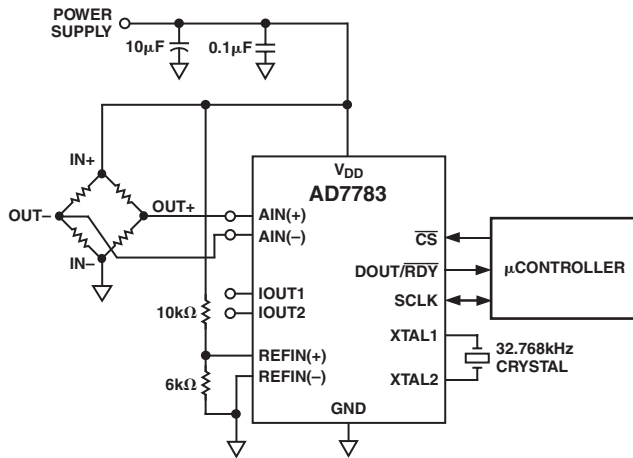 POWER
SUPPLY
10µF
0.1µF
IN+
OUT–
OUT+
IN–
VDD
AD7783
AIN(+)
AIN(–)
IOUT1
IOUT2
10kΩ
REFIN(+)
6kΩ
REFIN(–)
GND
CS
DOUT/RDY
SCLK
XTAL1
XTAL2
µCONTROLLER
32.768kHz
CRYSTAL